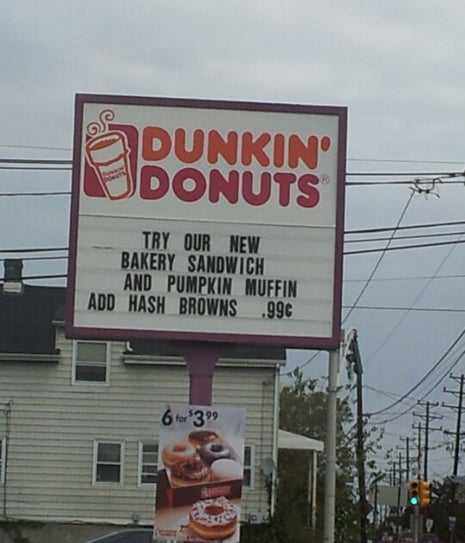 DUNKIN'
DONUTS®
TRY OUR NEW
BAKERY SANDWICH
AND PUMPKIN MUFFIN
ADD HASH BROWNS .99¢
6 for $3.99